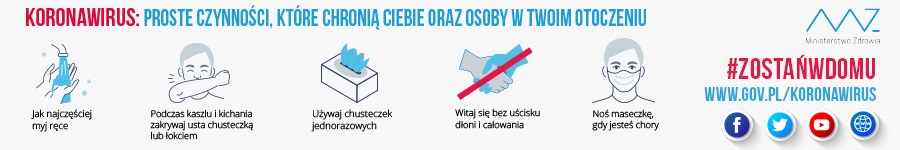 KORONAWIRUS: PROSTE CZYNNOŚCI, KTÓRE CHRONIĄ CIEBIE ORAZ OSOBY W TWOIM OTOCZENIU
Jak najczęściej
myj ręce
Podczas kaszlu i kichania
zakrywaj usta chusteczką
lub łokciem
Używaj chusteczek
jednorazowych
Witaj się bez uścisku
dłoni i całowania
Noś maseczkę,
gdy jesteś chory
Ministerstwo Zdrowia
#ZOSTAŃWDOMU
WWW.GOV.PL/KORONAWIRUS